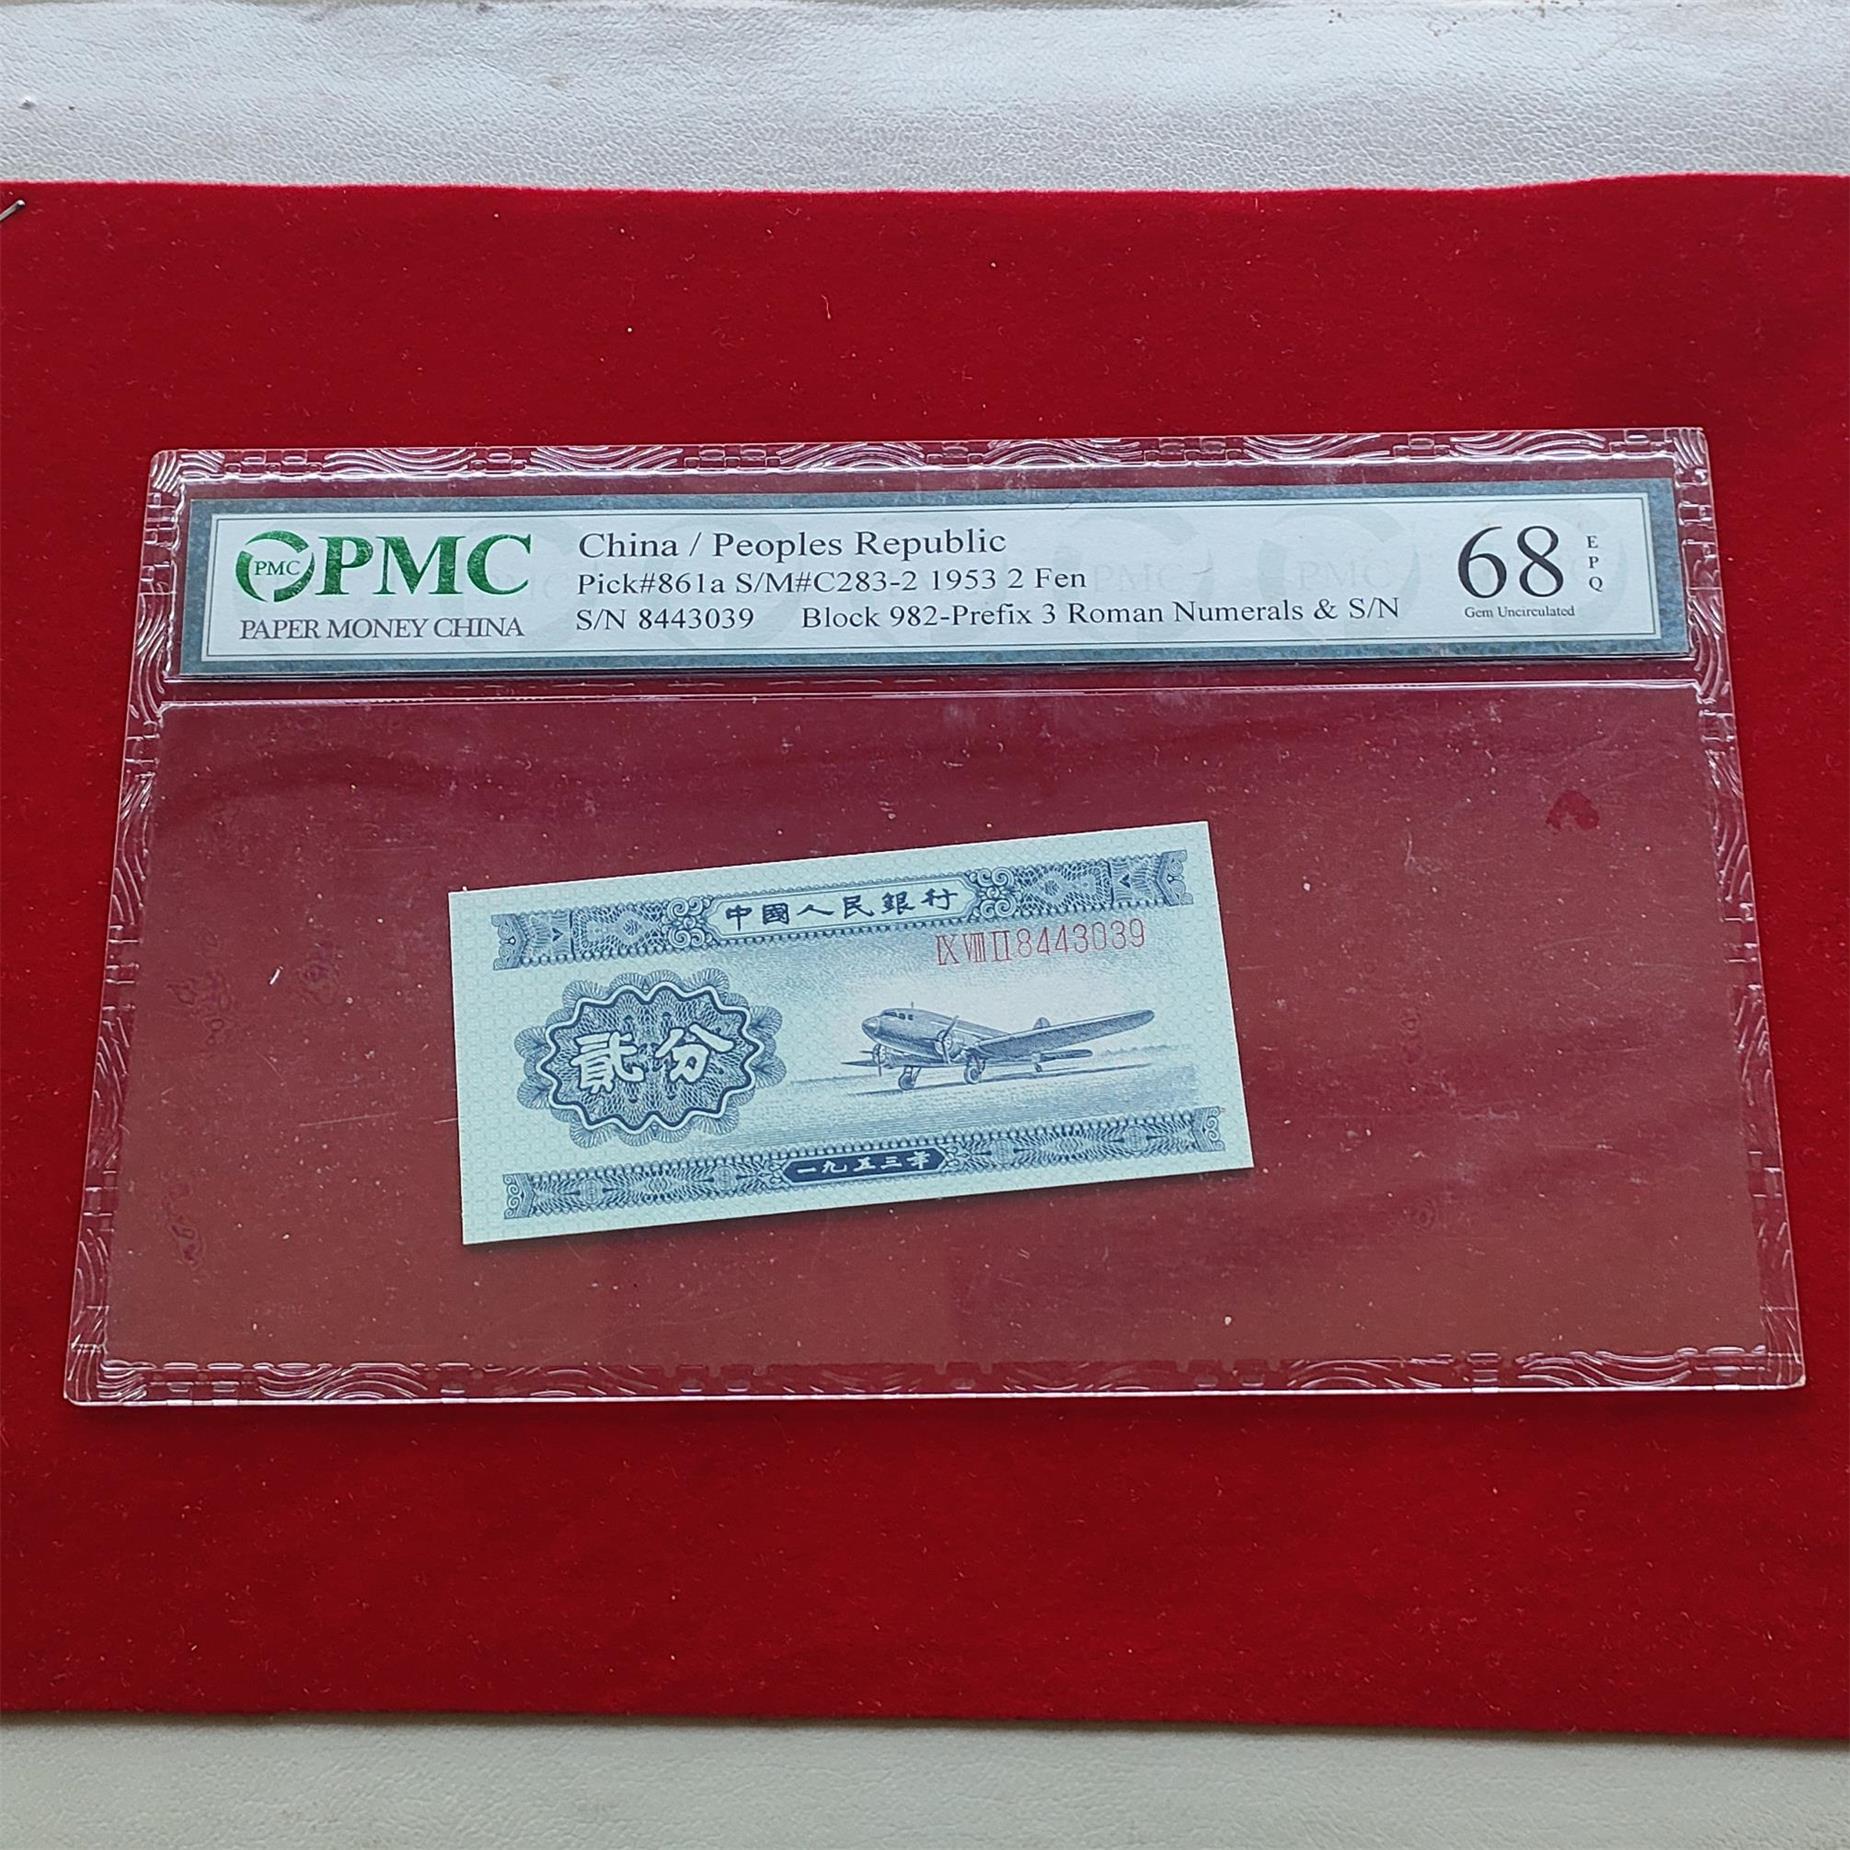 PMC PMC
PAPER MONEY CHINA
China / Peoples Republic
Pick#861a S/M#C283-2 1953 2 Fen
S/N 8443039 Block 982-Prefix 3 Roman Numerals & S/N
68 EPQ
Gem Uncirculated
中國人民銀行
IX VIII II 8443039
貳分
一九五三年